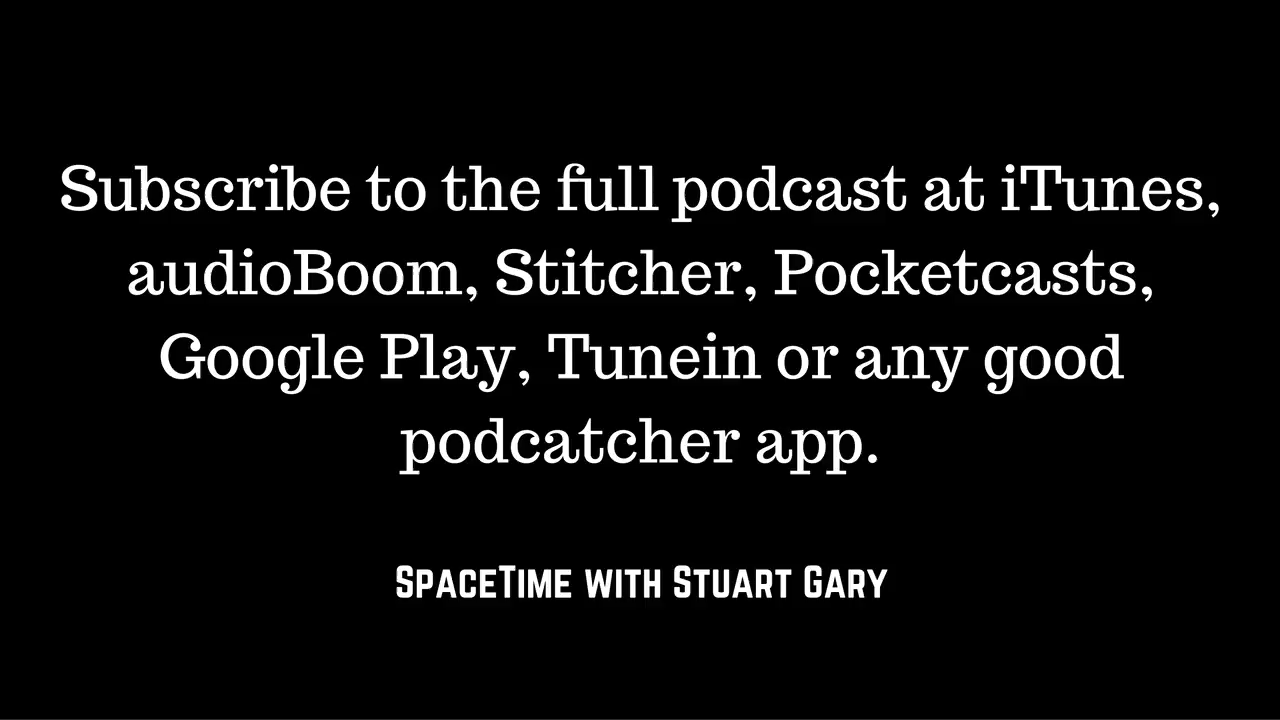 Subscribe to the full podcast at iTunes,
audioBoom, Stitcher, Pocketcasts,
Google Play, Tunein or any good
podcatcher app.
SpaceTime with Stuart Gary